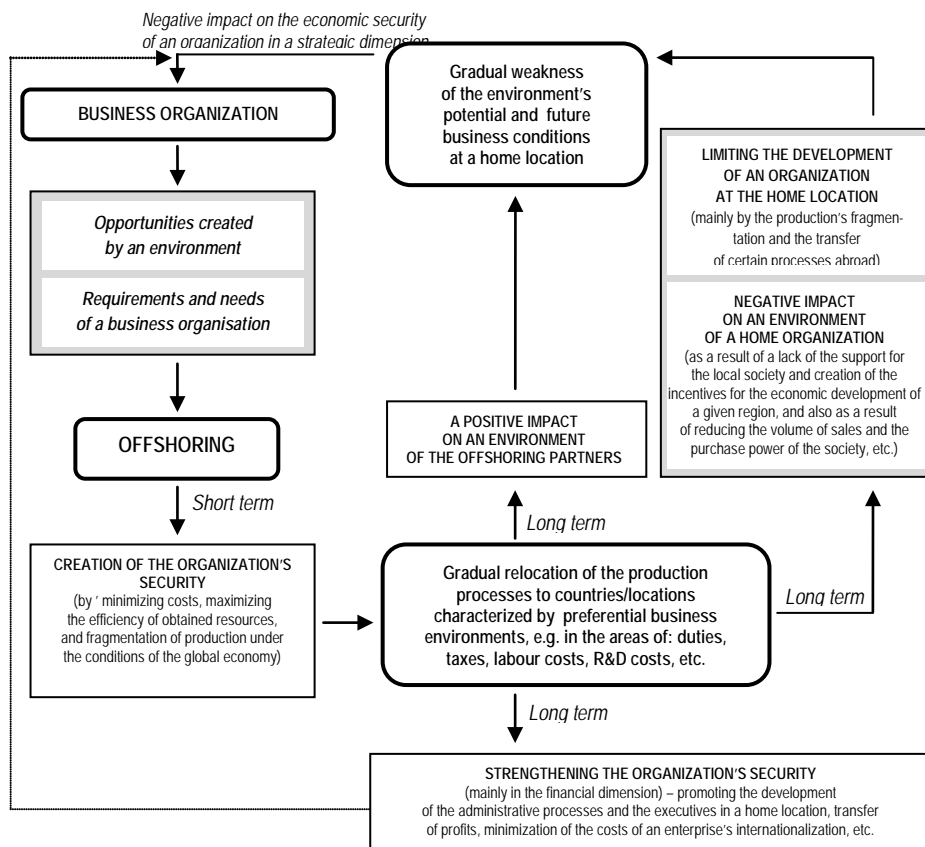 Negative impact on the economic security
of an organization in a strategic dimension
BUSINESS ORGANIZATION
Opportunities created
by an environment
Requirements and needs
of a business organisation
OFFSHORING
Short term
CREATION OF THE ORGANIZATION'S
SECURITY
(by ' minimizing costs, maximizing
the efficiency of obtained resources,
and fragmentation of production under
the conditions of the global economy)
Gradual weakness
of the environment's
potential and future
business conditions
at a home location
A POSITIVE IMPACT
ON AN ENVIRONMENT
OF THE OFFSHORING PARTNERS
Long term
Gradual relocation of the production
processes to countries/locations
characterized by preferential business
environments, e.g. in the areas of: duties,
taxes, labour costs, R&D costs, etc.
Long term
LIMITING THE DEVELOPMENT
OF AN ORGANIZATION
AT THE HOME LOCATION
(mainly by the production's fragmen-
tation and the transfer
of certain processes abroad)
NEGATIVE IMPACT
ON AN ENVIRONMENT
OF A HOME ORGANIZATION
(as a result of a lack of the support for
the local society and creation of the
incentives for the economic development of
a given region, and also as a result
of reducing the volume of sales and the
purchase power of the society, etc.)
Long term
STRENGTHENING THE ORGANIZATION'S SECURITY
(mainly in the financial dimension) – promoting the development
of the administrative processes and the executives in a home location, transfer
of profits, minimization of the costs of an enterprise's internationalization, etc.